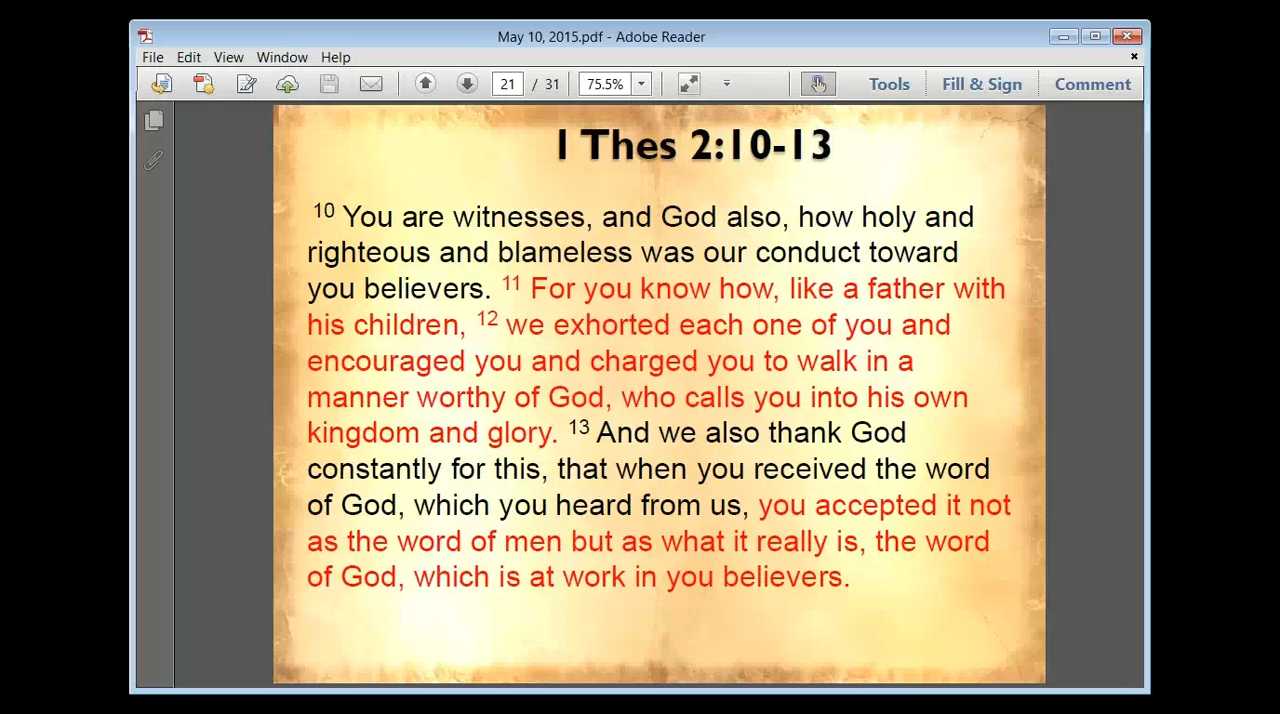 May 10, 2015.pdf - Adobe Reader
File Edit View Window Help
21 / 31 75.5% Tools Fill & Sign Comment
1 Thes 2:10-13
10 You are witnesses, and God also, how holy and
righteous and blameless was our conduct toward
you believers. 11 For you know how, like a father with
his children, 12 we exhorted each one of you and
encouraged you and charged you to walk in a
manner worthy of God, who calls you into his own
kingdom and glory. 13 And we also thank God
constantly for this, that when you received the word
of God, which you heard from us, you accepted it not
as the word of men but as what it really is, the word
of God, which is at work in you believers.